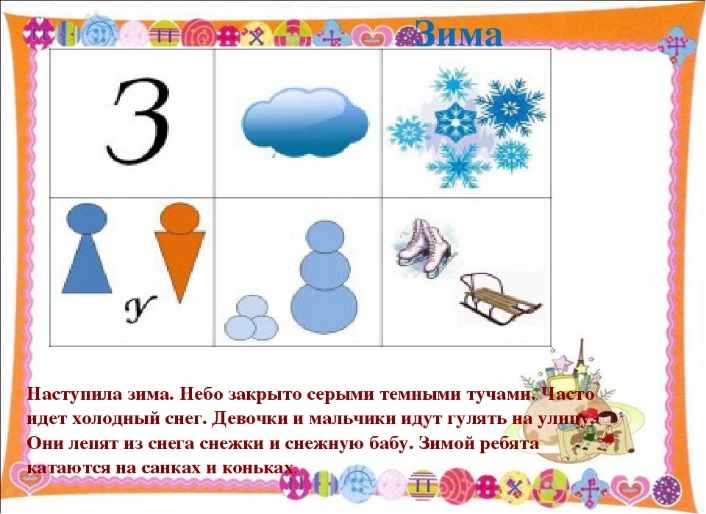 Зима
З
у
Наступила зима. Небо закрыто серыми темными тучами. Часто
идет холодный снег. Девочки и мальчики идут гулять на улицу.
Они лепят из снега снежки и снежную бабу. Зимой ребята
катаются на санках и коньках.